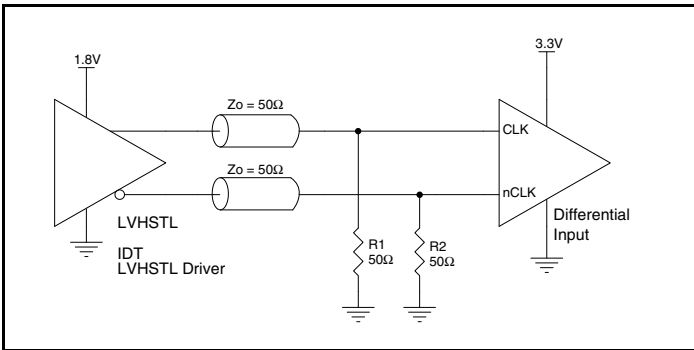 1.8V
3.3V
Zo = 50Ω
CLK
Zo = 50Ω
nCLK
LVHSTL
IDT
LVHSTL Driver
R1
50Ω
R2
50Ω
Differential
Input